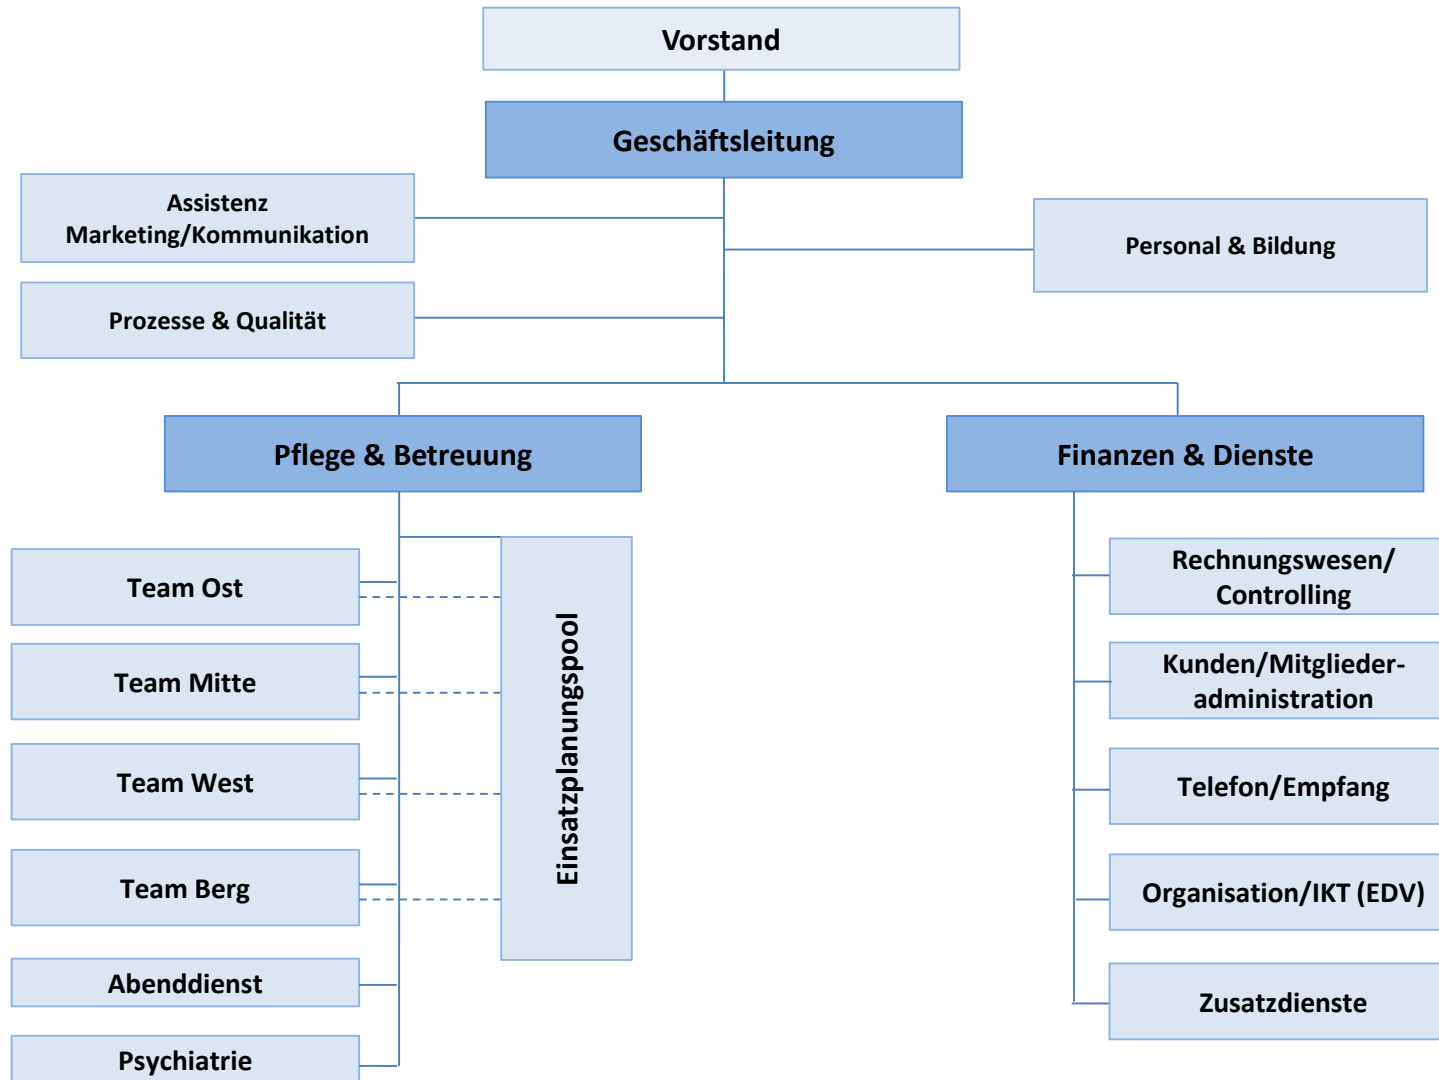 Vorstand
Geschäftsleitung
Assistenz
Marketing/Kommunikation
Personal & Bildung
Prozesse & Qualität
Pflege & Betreuung
Finanzen & Dienste
Team Ost
Team Mitte
Team West
Team Berg
Abenddienst
Psychiatrie
Einsatzplanungspool
Rechnungswesen/
Controlling
Kunden/Mitglieder-
administration
Telefon/Empfang
Organisation/IKT (EDV)
Zusatzdienste